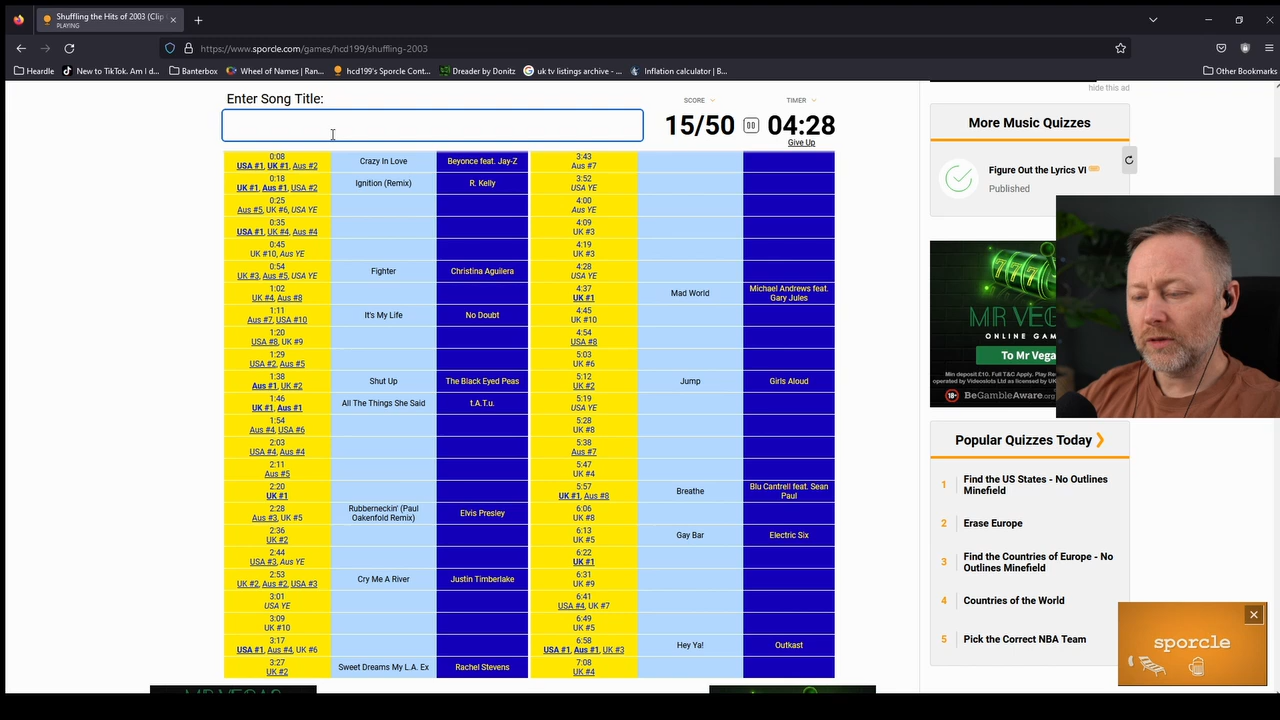 Shuffling the Hits of 2003 (Clip
PLAYING
https://www.sporcle.com/games/hcd199/shuffling-2003
Heardle
New to TikTok. Am I d...
Banterbox
Wheel of Names | Ran...
hcd199's Sporcle Cont...
Dreader by Donitz
uk tv listings archive - ...
Inflation calculator | B...
Other Bookmarks
hide this ad
Enter Song Title:
SCORE
TIMER
15/50
04:28
Give Up
0:08
USA #1, UK #1, Aus #2
Crazy In Love
Beyonce feat. Jay-Z
0:18
UK #1, Aus #1, USA #2
Ignition (Remix)
R. Kelly
0:25
Aus #5, UK #6, USA YE
0:35
USA #1, UK #4, Aus #4
0:45
UK #10, Aus YE
0:54
UK #3, Aus #5, USA YE
Fighter
Christina Aguilera
1:02
UK #4, Aus #8
1:11
Aus #7, USA #10
It's My Life
No Doubt
1:20
USA #8, UK #9
1:29
USA #2, Aus #5
1:38
Aus #1, UK #2
Shut Up
The Black Eyed Peas
1:46
UK #1, Aus #1
All The Things She Said
t.A.T.u.
1:54
Aus #4, USA #6
2:03
USA #4, Aus #4
2:11
Aus #5
2:20
UK #1
2:28
Aus #3, UK #5
Rubberneckin' (Paul
Oakenfold Remix)
Elvis Presley
2:36
UK #2
2:44
USA #3, Aus YE
2:53
UK #2, Aus #2, USA #3
Cry Me A River
Justin Timberlake
3:01
USA YE
3:09
UK #10
3:17
USA #1, Aus #4, UK #6
3:27
UK #2
Sweet Dreams My L.A. Ex
Rachel Stevens
3:43
Aus #7
3:52
USA YE
4:00
Aus YE
4:09
UK #3
4:19
UK #3
4:28
USA YE
4:37
UK #1
Mad World
Michael Andrews feat.
Gary Jules
4:45
UK #10
4:54
USA #8
5:03
UK #6
5:12
UK #2
Jump
Girls Aloud
5:19
USA YE
5:28
UK #8
5:38
Aus #7
5:47
UK #4
5:57
UK #1, Aus #8
Breathe
Blu Cantrell feat. Sean
Paul
6:06
UK #8
6:13
UK #5
Gay Bar
Electric Six
6:22
UK #1
6:31
UK #9
6:41
USA #4, UK #7
6:49
UK #5
6:58
USA #1, Aus #1, UK #3
Hey Ya!
Outkast
7:08
UK #4
More Music Quizzes
Figure Out the Lyrics VI
Published
777
MR VEG
ONLINE GAM
To Mr Vega
Min deposit £10. Full T&C Apply. Play Re
18+
BeGambleAware.org
Popular Quizzes Today
1
Find the US States - No Outlines
Minefield
2
Erase Europe
3
Find the Countries of Europe - No
Outlines Minefield
4
Countries of the World
5
Pick the Correct NBA Team
sporcle